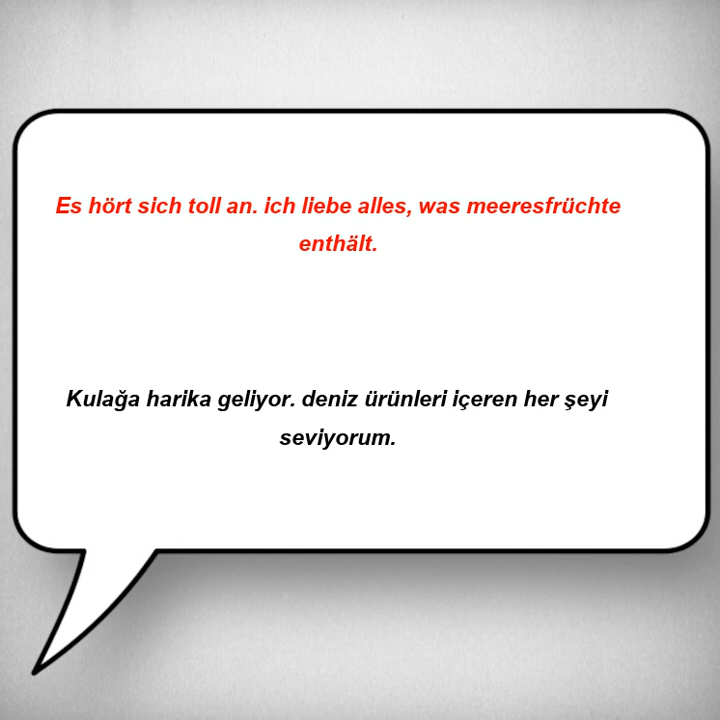 Es hört sich toll an. ich liebe alles, was meeresfrüchte
enthält.
Kulağa harika geliyor. deniz ürünleri içeren her şeyi
seviyorum.